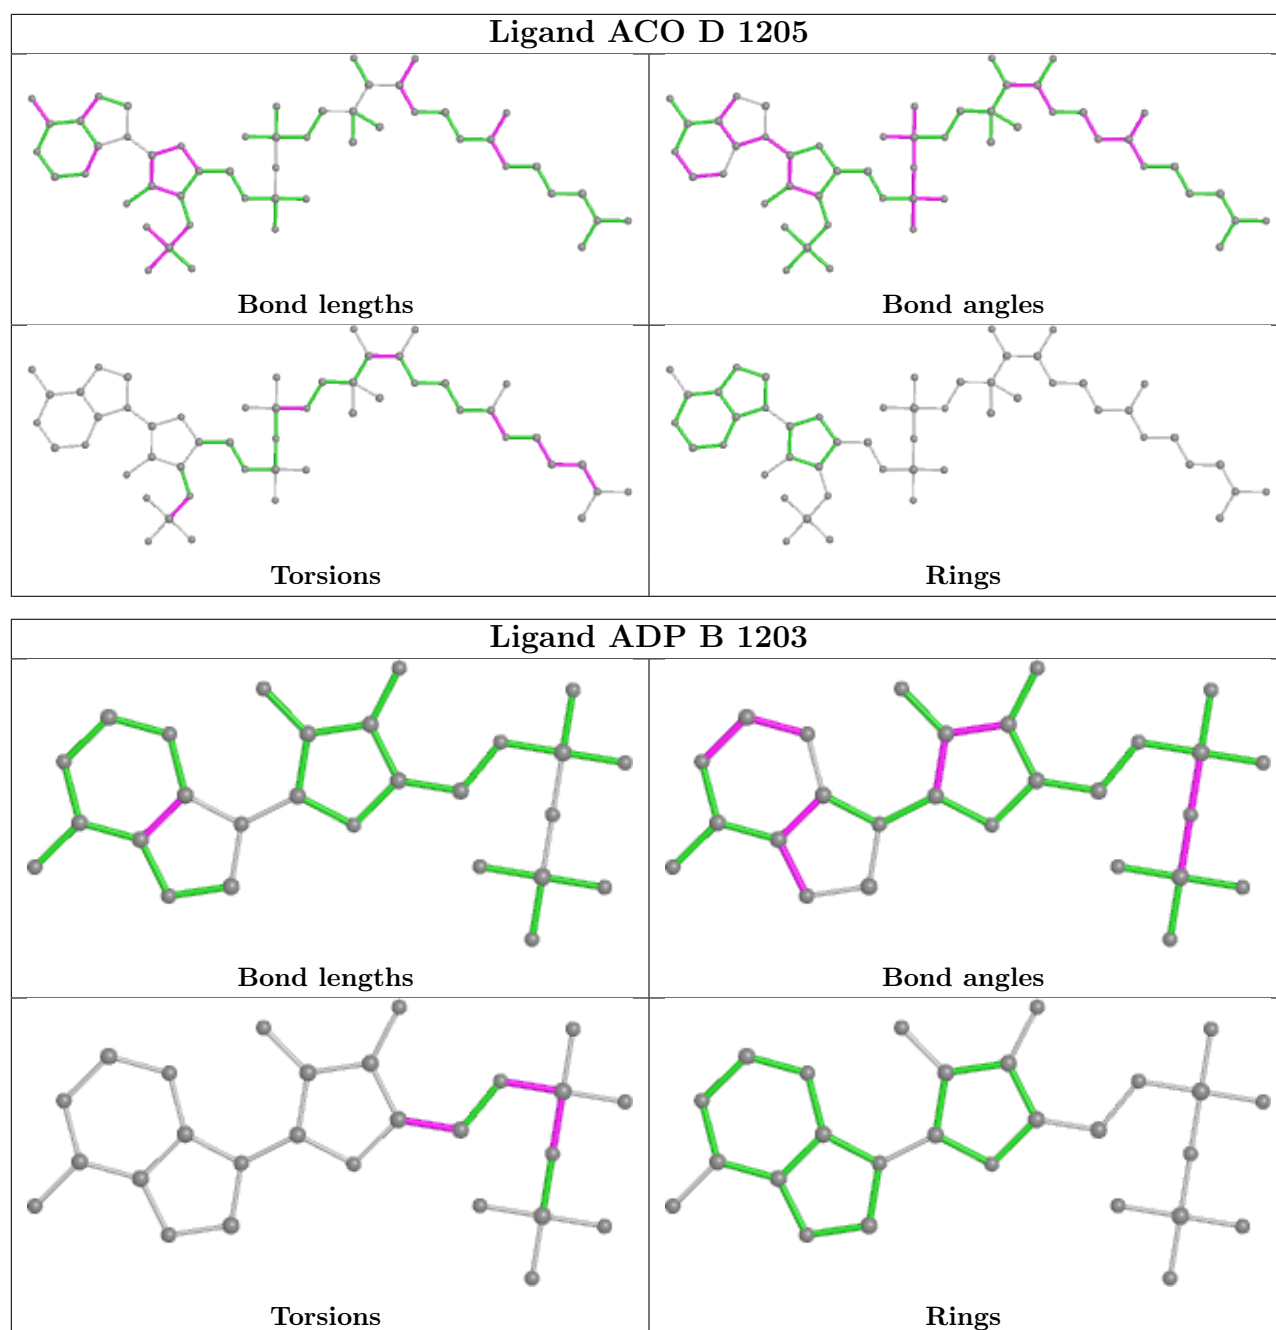 Ligand ACO D 1205
Bond lengths
Bond angles
Torsions
Rings
Ligand ADP B 1203
Bond lengths
Bond angles
Torsions
Rings